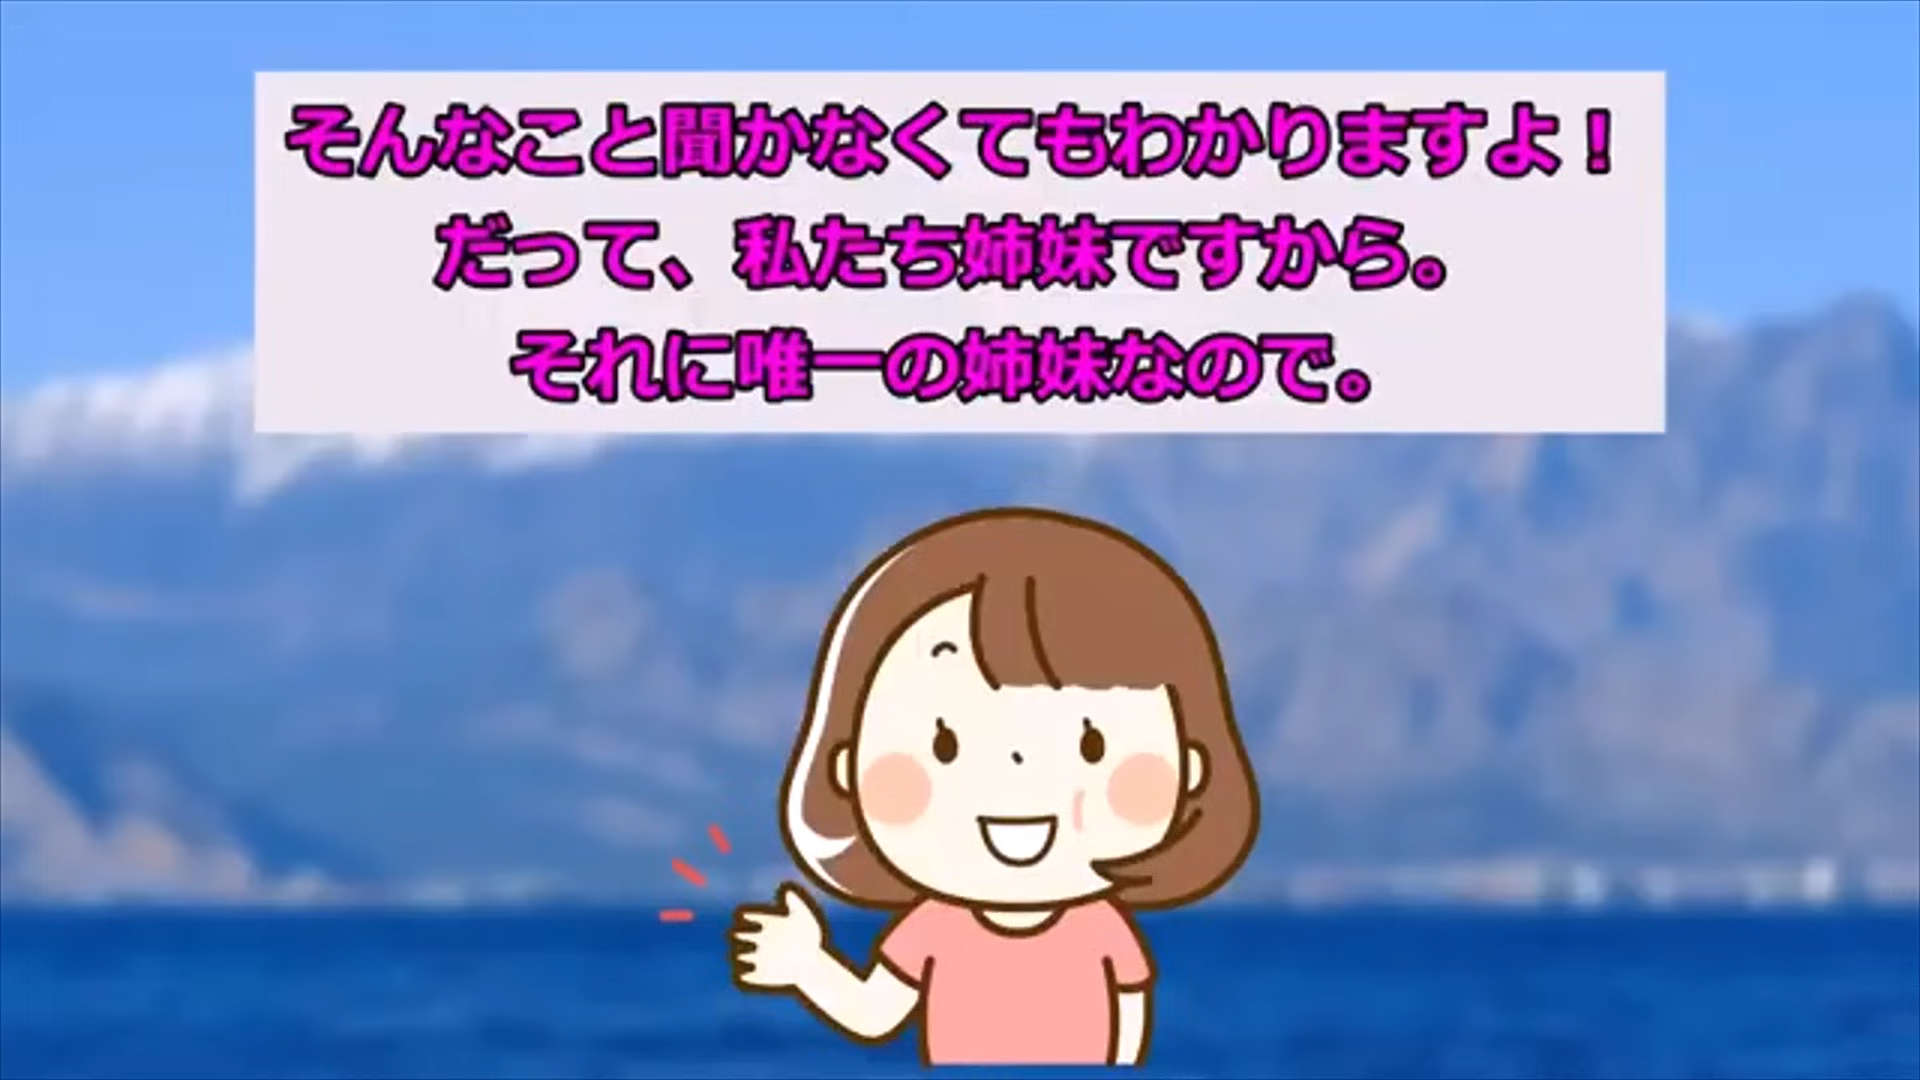 そんなこと聞かなくてもわかりますよ！
だって、私たち姉妹ですから。
それに唯一の姉妹なので。